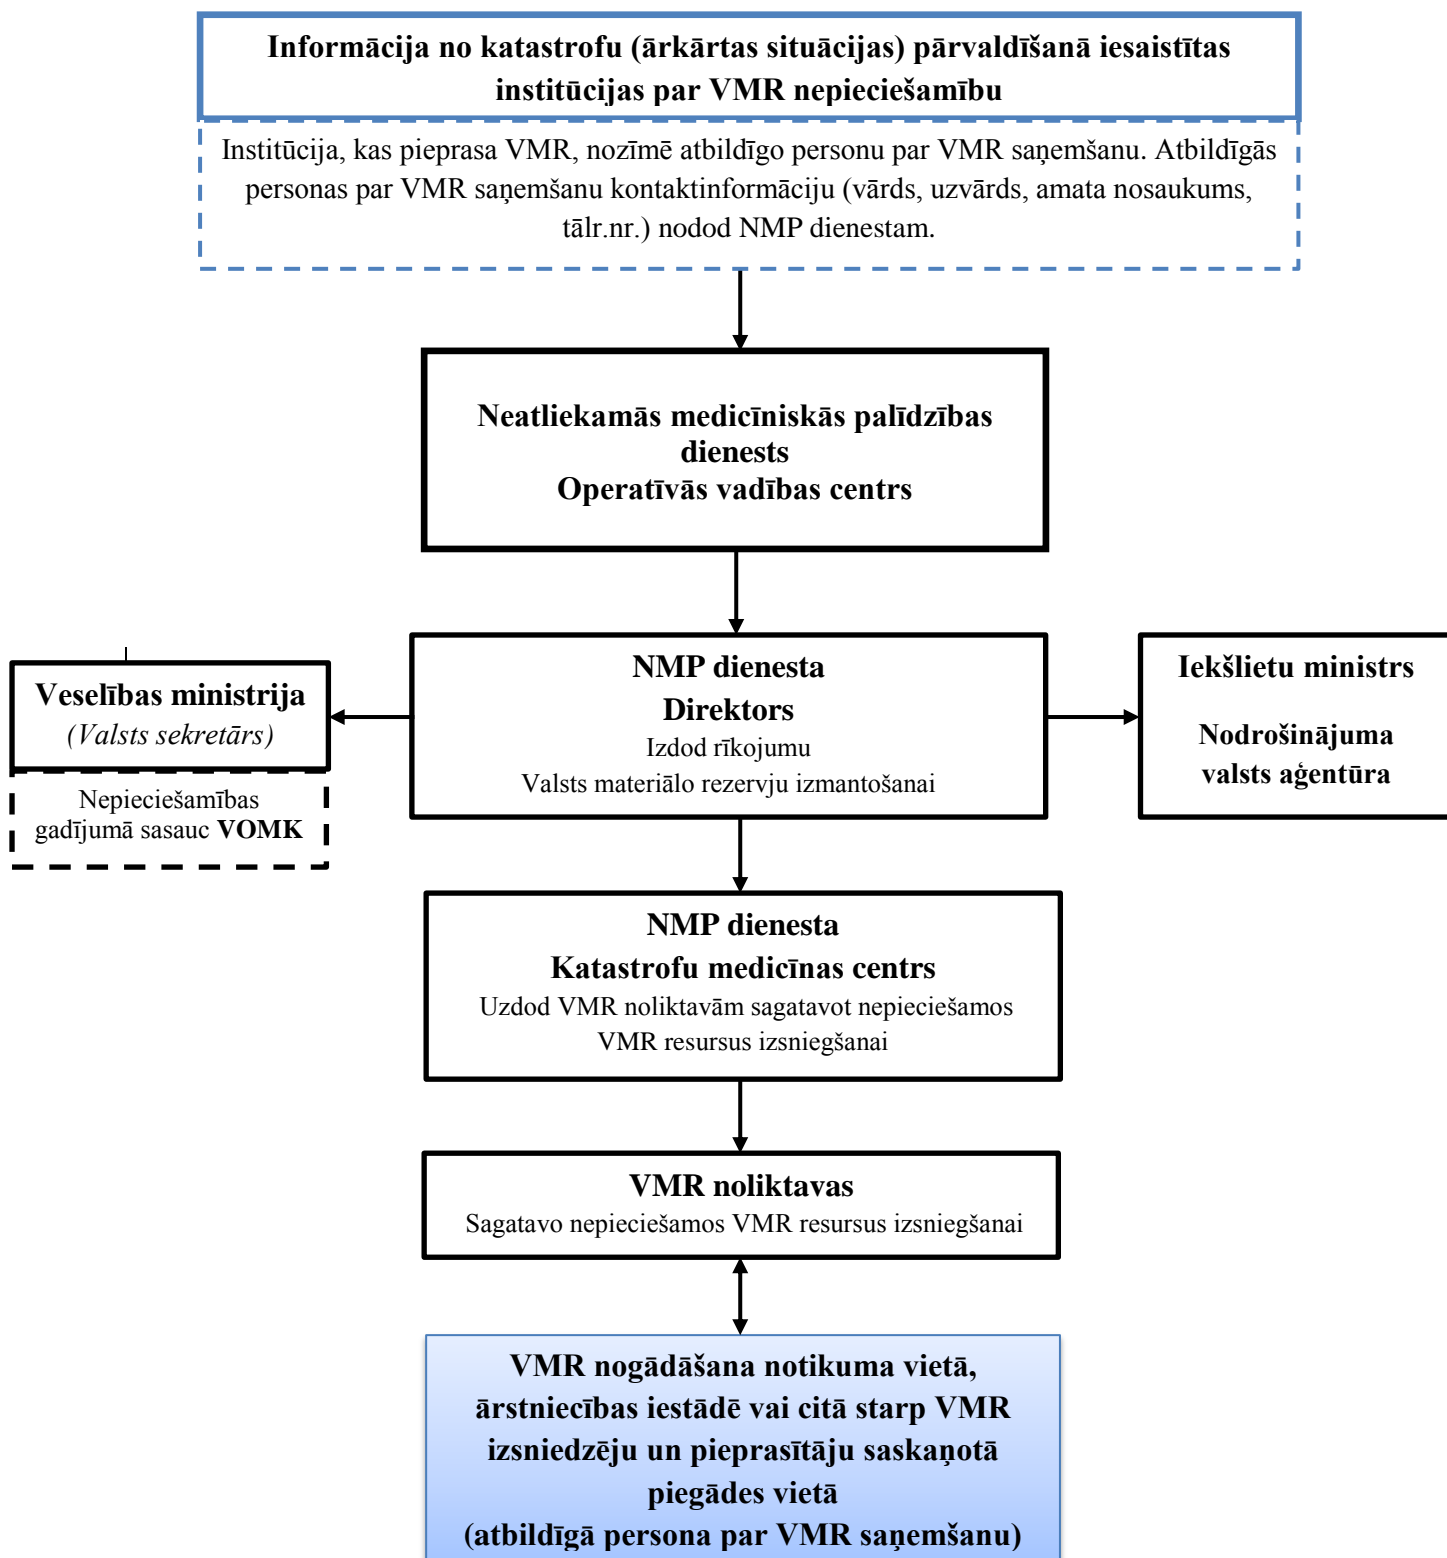 Informācija no katastrofu (ārkārtas situācijas) pārvaldīšanā iesaistītas
institūcijas par VMR nepieciešamību
Institūcija, kas pieprasa VMR, nozīmē atbildīgo personu par VMR saņemšanu. Atbildīgās
personas par VMR saņemšanu kontaktinformāciju (vārds, uzvārds, amata nosaukums,
tālr.nr.) nodod NMP dienestam.
Neatliekamās medicīniskās palīdzības
dienests
Operatīvās vadības centrs
Veselības ministrija
(Valsts sekretārs)
Nepieciešamības
gadījumā sasauc VOMK
NMP dienesta
Direktors
Izdod rīkojumu
Valsts materiālo rezervju izmantošanai
Iekšlietu ministrs
Nodrošinājuma
valsts aģentūra
NMP dienesta
Katastrofu medicīnas centrs
Uzdod VMR noliktavām sagatavot nepieciešamos
VMR resursus izsniegšanai
VMR noliktavas
Sagatavo nepieciešamos VMR resursus izsniegšanai
VMR nogādāšana notikuma vietā,
ārstniecības iestādē vai citā starp VMR
izsniedzēju un pieprasītāju saskaņotā
piegādes vietā
(atbildīgā persona par VMR saņemšanu)